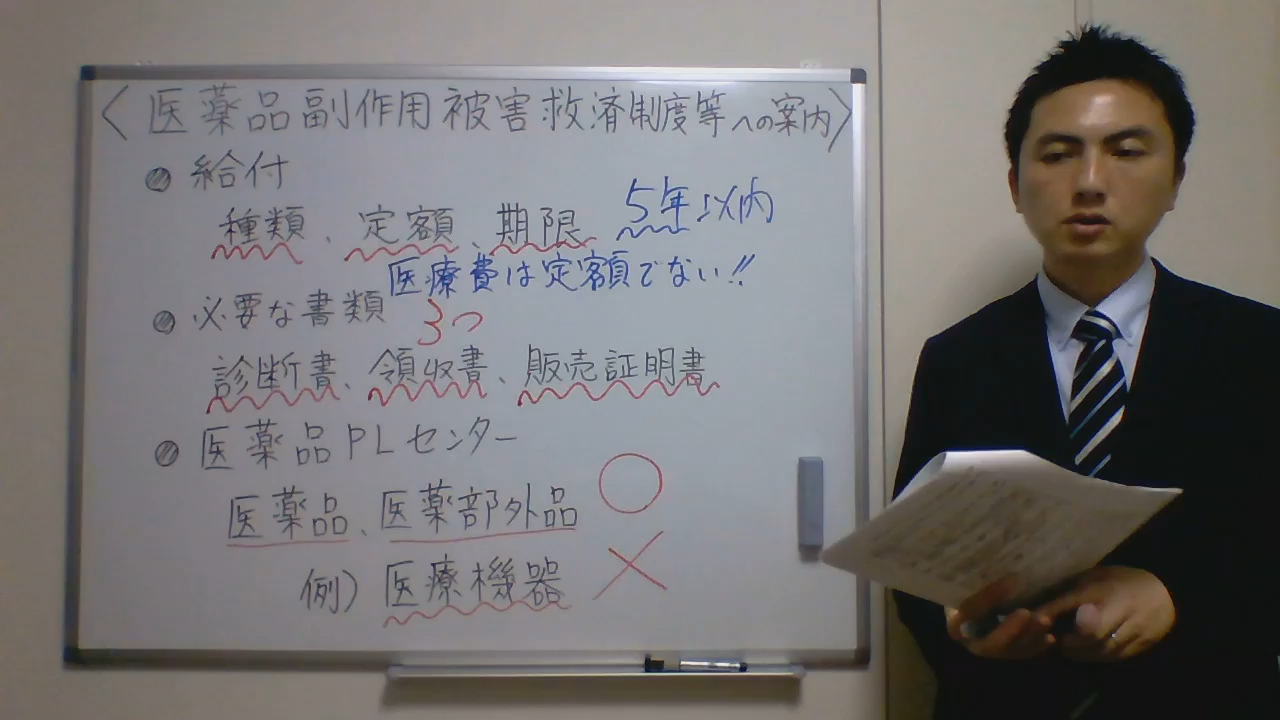 〈医薬品副作用被害救済制度等への案内〉
● 給付
種類、定額、期限 5年以内
医療費は定額でない!!
● 必要な書類 3つ
診断書、領収書、販売証明書
● 医薬品PLセンター
医薬品、医薬部外品 ○
例) 医療機器 ×